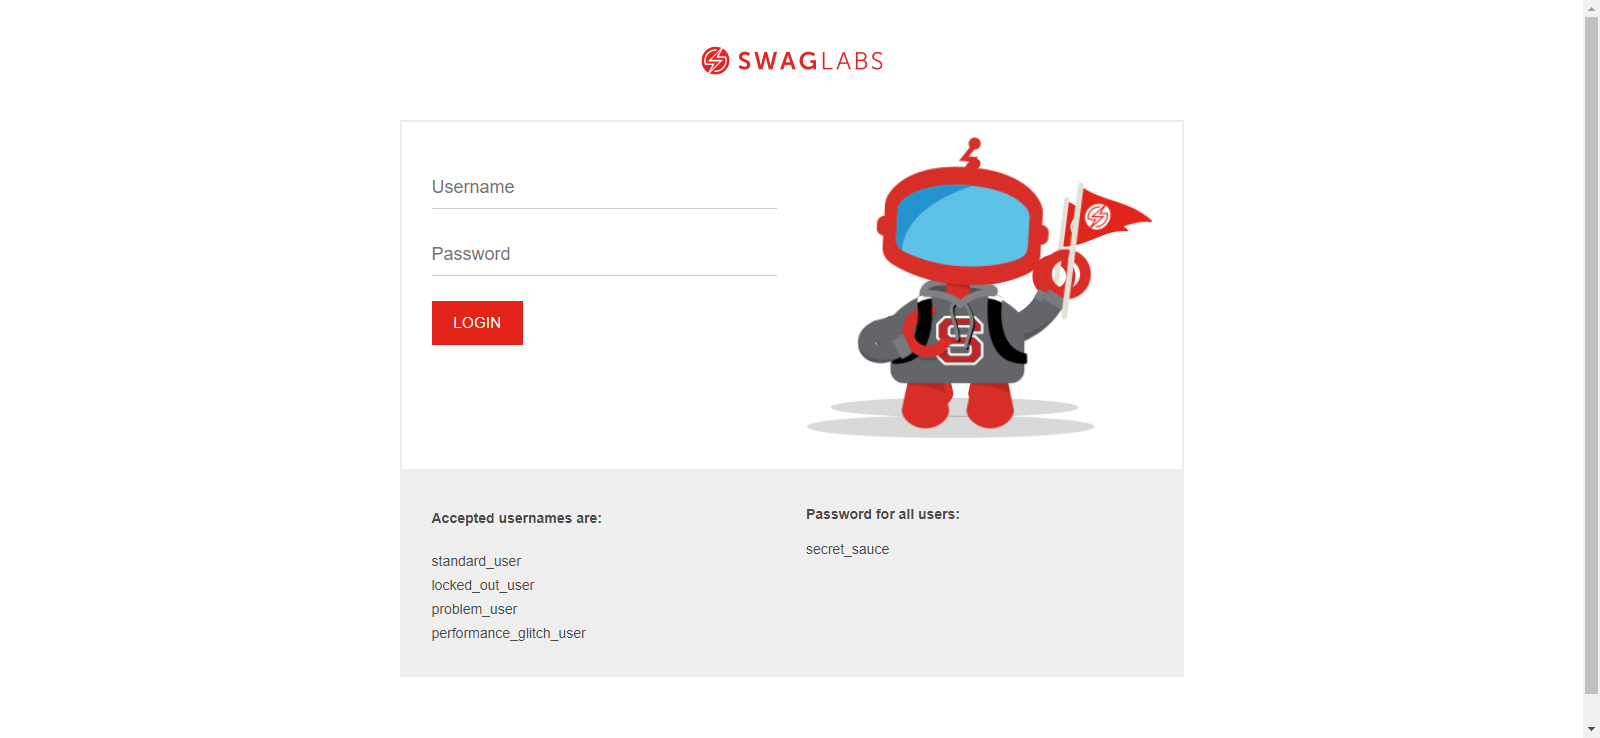 SWAGLABS
Username
Password
LOGIN
S
Accepted usernames are:
standard_user
locked_out_user
problem_user
performance_glitch_user
Password for all users:
secret_sauce